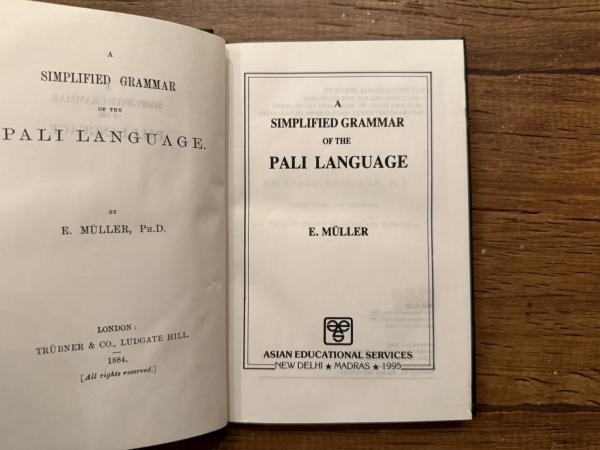 A
SIMPLIFIED GRAMMAR
OF THE
PALI LANGUAGE.
BY
E. MÜLLER, PH.D.
LONDON:
TRÜBNER & CO., LUDGATE HILL.
1884.
[All rights reserved.]
A
SIMPLIFIED GRAMMAR
OF THE
PALI LANGUAGE
E. MÜLLER
ASIAN EDUCATIONAL SERVICES
NEW DELHI ★ MADRAS ★ 1995